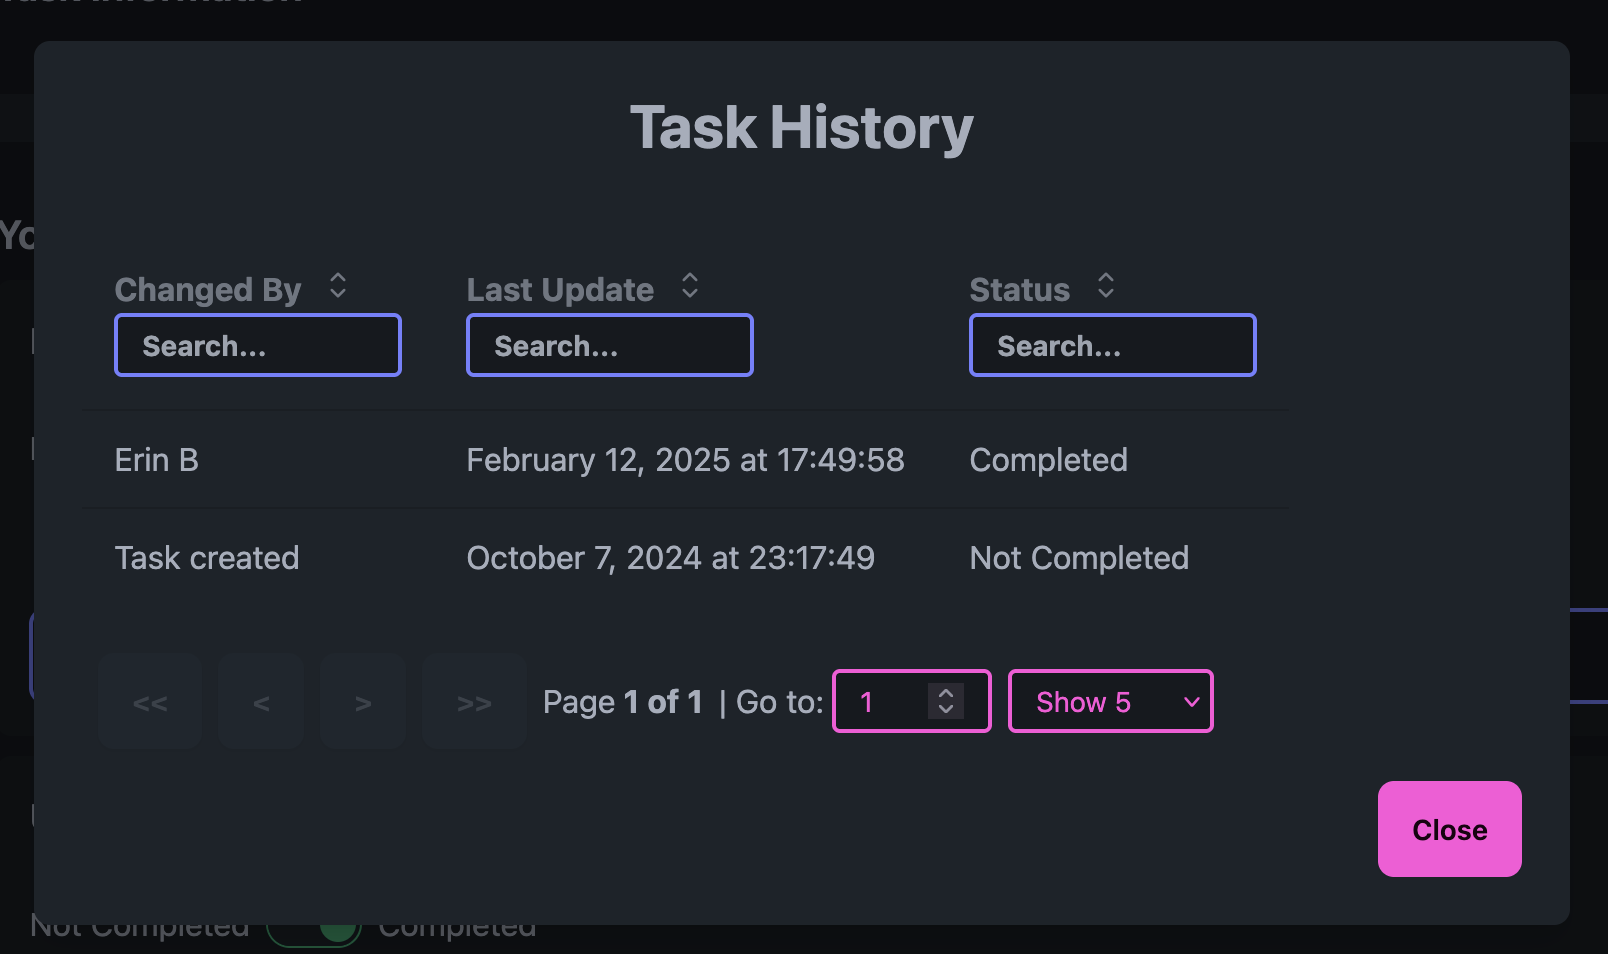 Task History
Yo
Changed By Last Update Status
Search... Search... Search...
Erin B February 12, 2025 at 17:49:58 Completed
Task created October 7, 2024 at 23:17:49 Not Completed
<< < > >> Page 1 of 1 | Go to: 1 Show 5
Close
Not Completed Completed